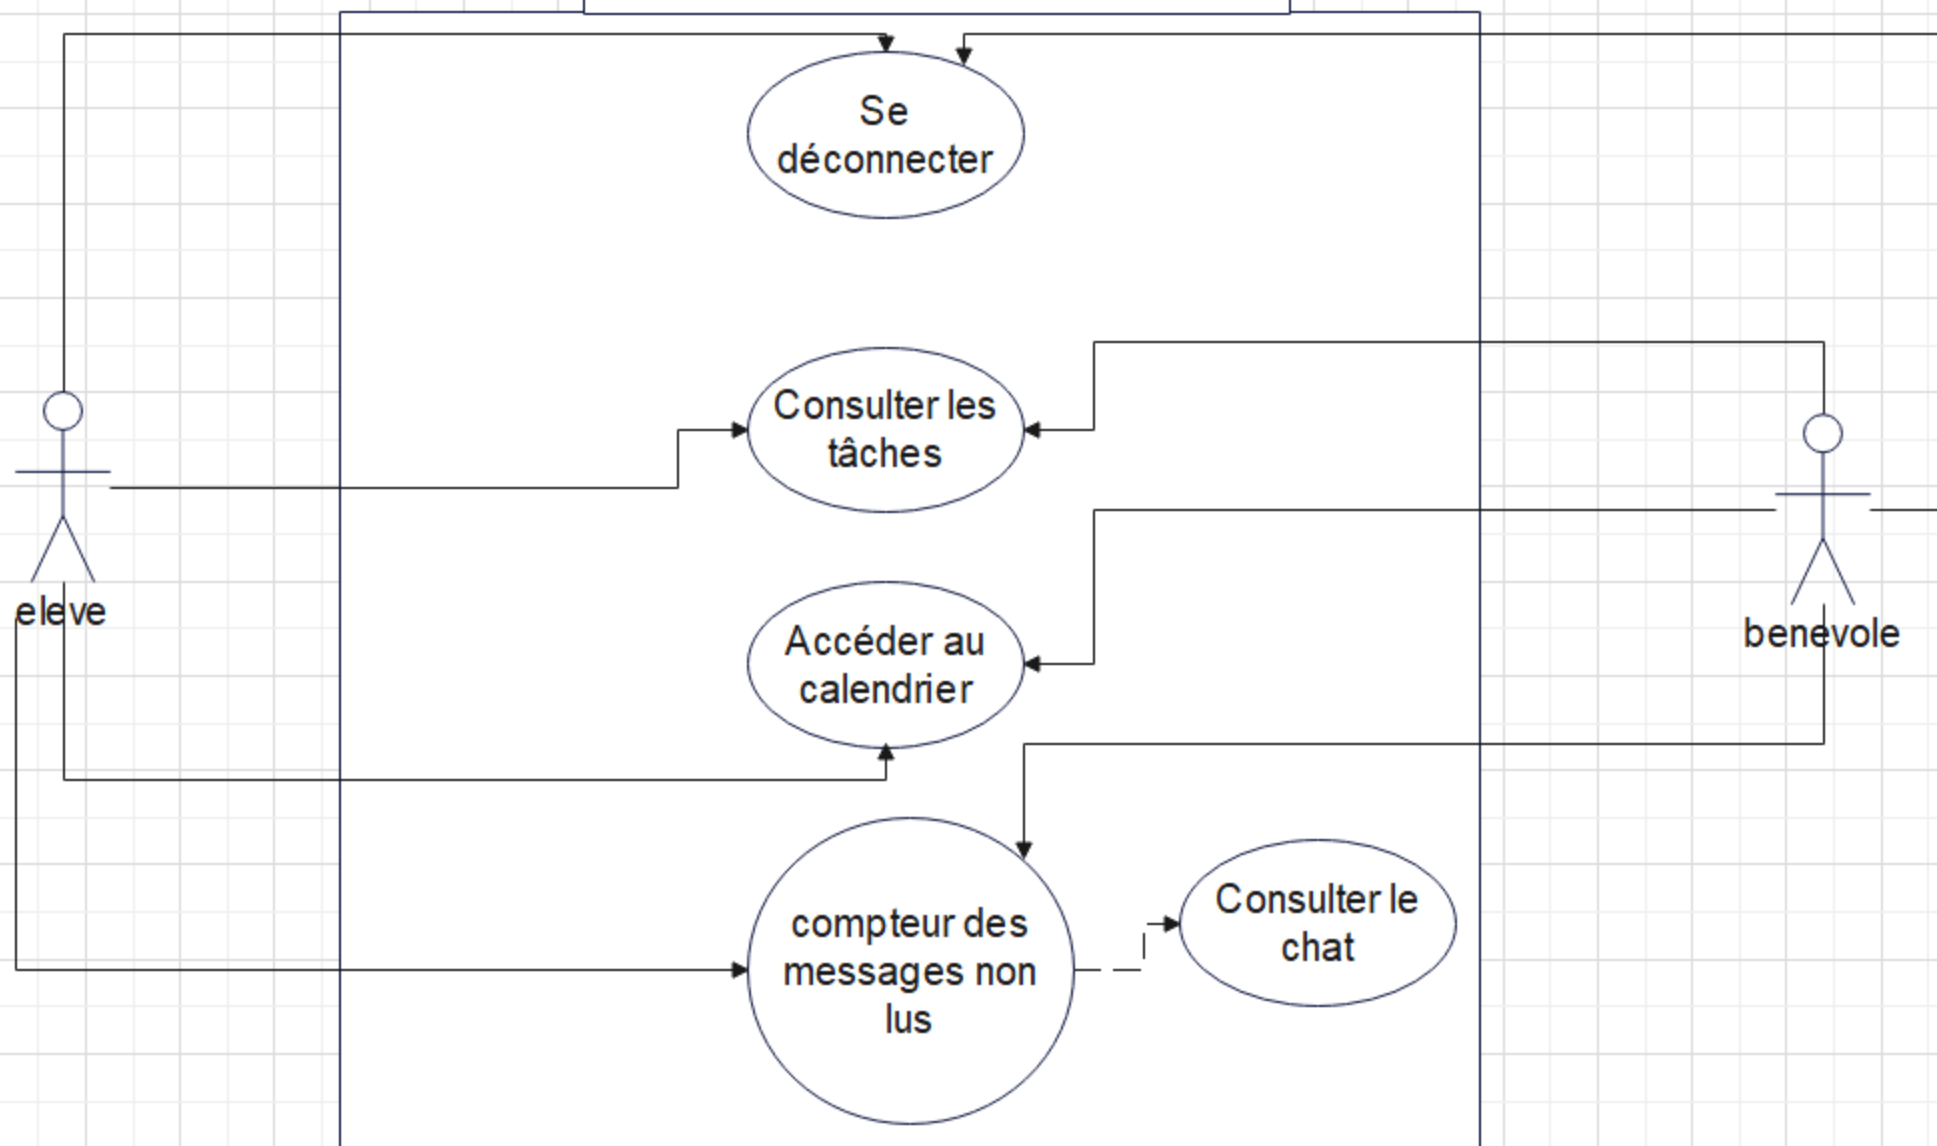 Se
déconnecter
Consulter les
tâches
eleve
benevole
Accéder au
calendrier
compteur des
messages non
lus
Consulter le
chat